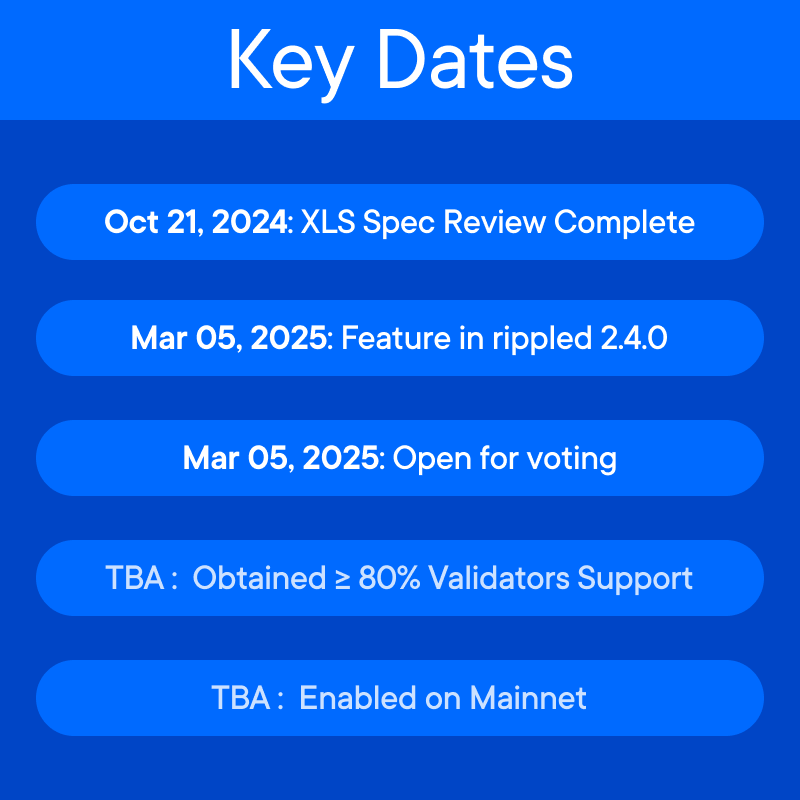 Key Dates
Oct 21, 2024: XLS Spec Review Complete
Mar 05, 2025: Feature in rippled 2.4.0
Mar 05, 2025: Open for voting
TBA :  Obtained ≥ 80% Validators Support
TBA :  Enabled on Mainnet